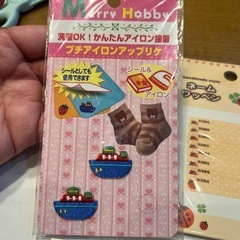 Merry Hobby
洗濯OK!かんたんアイロン接着
プチアイロンアップリケ
シールとしても
使用できます
シール&
アイロン
ネーム
ワッペン